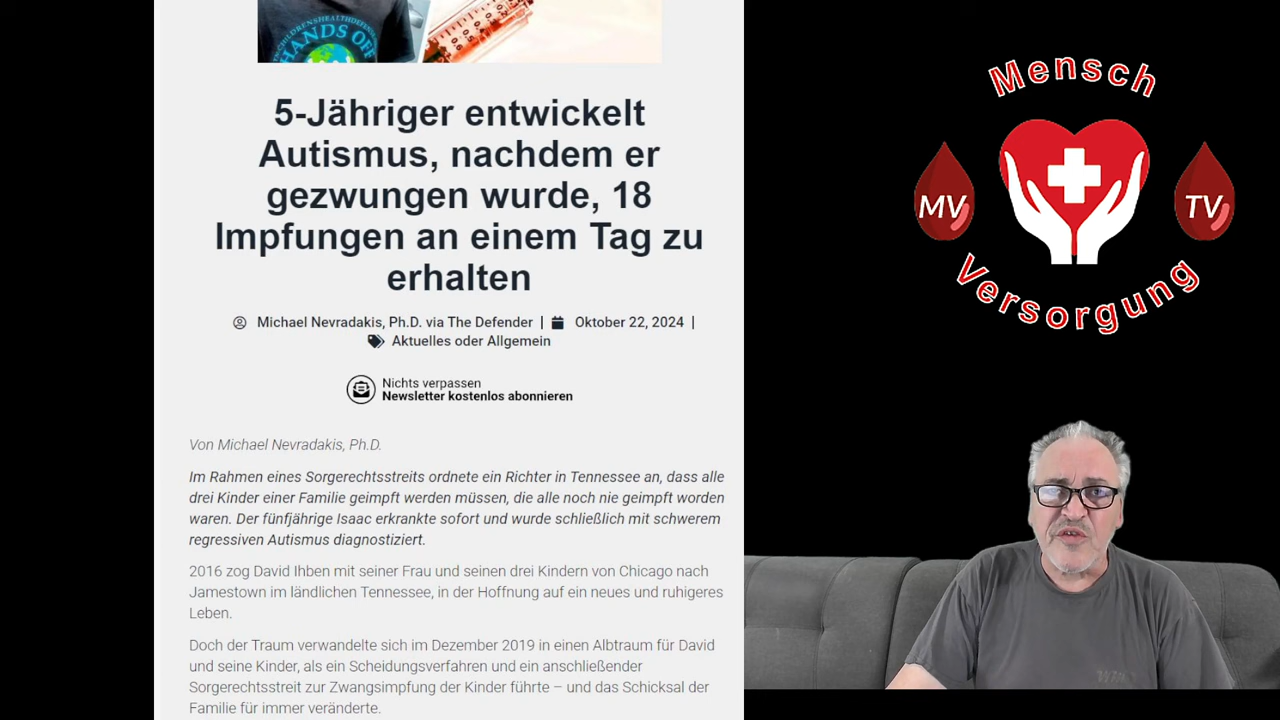 CHILDRENSHEALTHDEFENS
HANDS OFF
5-Jähriger entwickelt
Autismus, nachdem er
gezwungen wurde, 18
Impfungen an einem Tag zu
erhalten
Michael Nevradakis, Ph.D. via The Defender | Oktober 22, 2024 |
Aktuelles oder Allgemein
Nichts verpassen
Newsletter kostenlos abonnieren
Von Michael Nevradakis, Ph.D.
Im Rahmen eines Sorgerechtsstreits ordnete ein Richter in Tennessee an, dass alle
drei Kinder einer Familie geimpft werden müssen, die alle noch nie geimpft worden
waren. Der fünfjährige Isaac erkrankte sofort und wurde schließlich mit schwerem
regressiven Autismus diagnostiziert.
2016 zog David Ihben mit seiner Frau und seinen drei Kindern von Chicago nach
Jamestown im ländlichen Tennessee, in der Hoffnung auf ein neues und ruhigeres
Leben.
Doch der Traum verwandelte sich im Dezember 2019 in einen Albtraum für David
und seine Kinder, als ein Scheidungsverfahren und ein anschließender
Sorgerechtsstreit zur Zwangsimpfung der Kinder führte – und das Schicksal der
Familie für immer veränderte.
Mensch
MV
TV
Versorgung